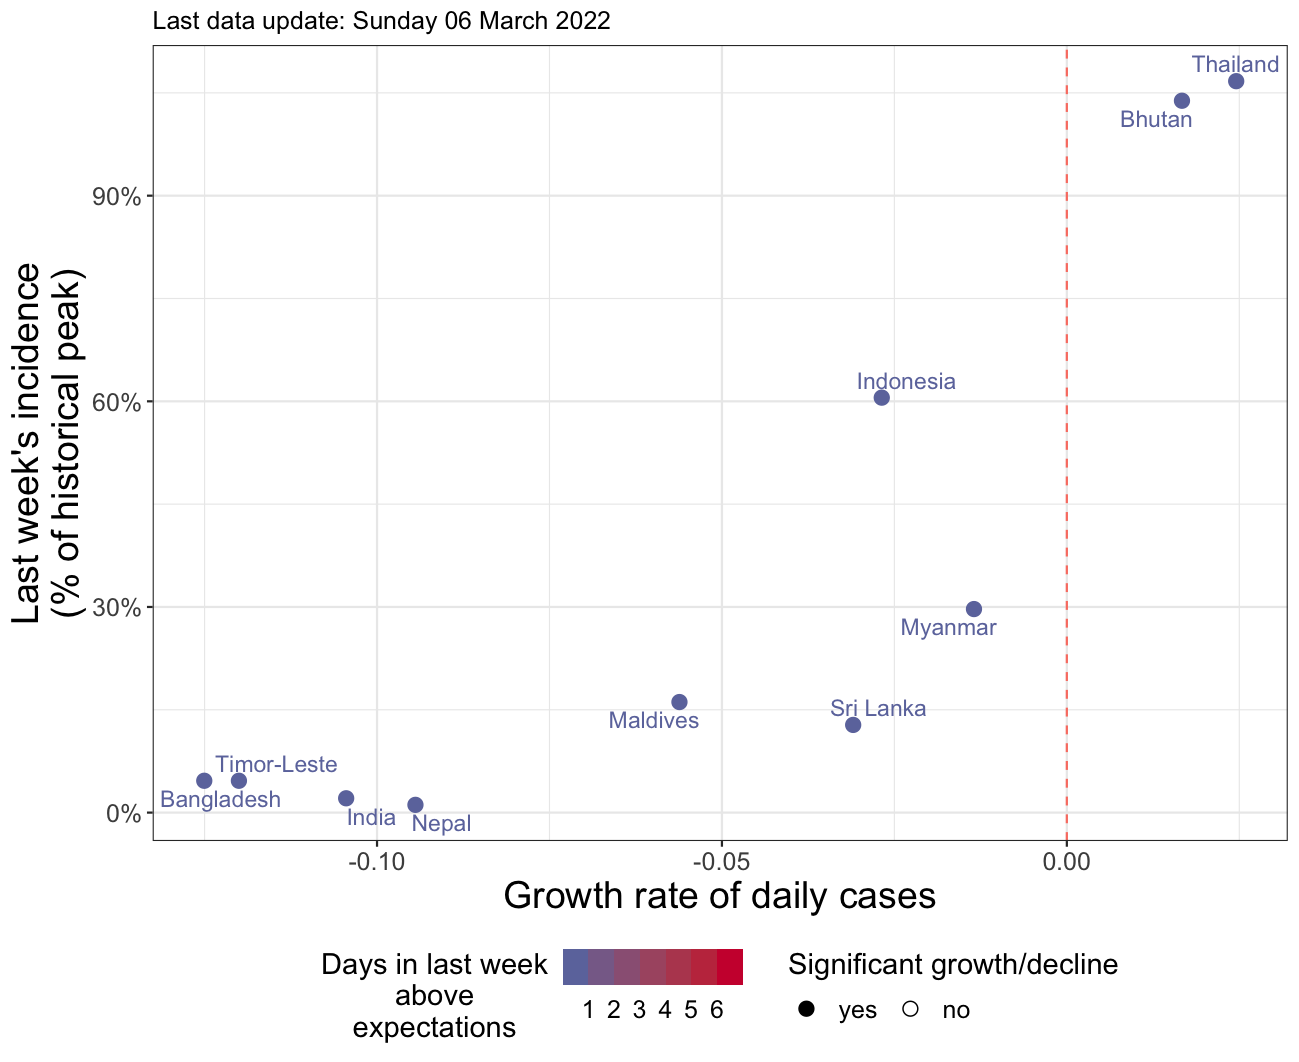 Last data update: Sunday 06 March 2022
Thailand
Bhutan
90%
Indonesia
60%
Last week's incidence
(% of historical peak)
30%
Myanmar
Sri Lanka
Maldives
Timor-Leste
Bangladesh
India
Nepal
0%
-0.10 -0.05 0.00
Growth rate of daily cases
Days in last week
above
expectations
1 2 3 4 5 6
Significant growth/decline
yes no